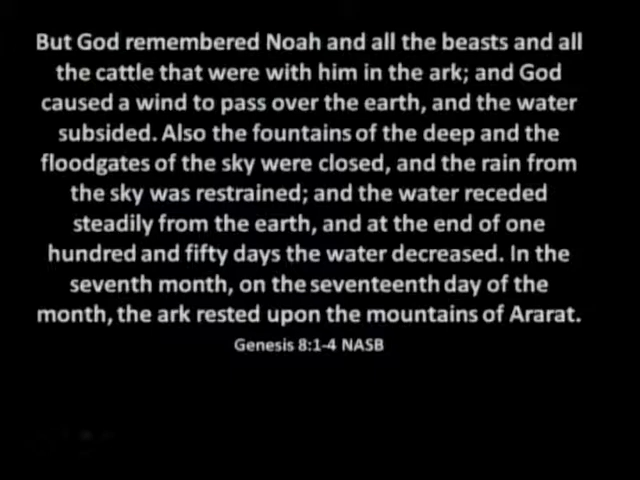 But God remembered Noah and all the beasts and all
the cattle that were with him in the ark; and God
caused a wind to pass over the earth, and the water
subsided. Also the fountains of the deep and the
floodgates of the sky were closed, and the rain from
the sky was restrained; and the water receded
steadily from the earth, and at the end of one
hundred and fifty days the water decreased. In the
seventh month, on the seventeenth day of the
month, the ark rested upon the mountains of Ararat.
Genesis 8:1-4 NASB